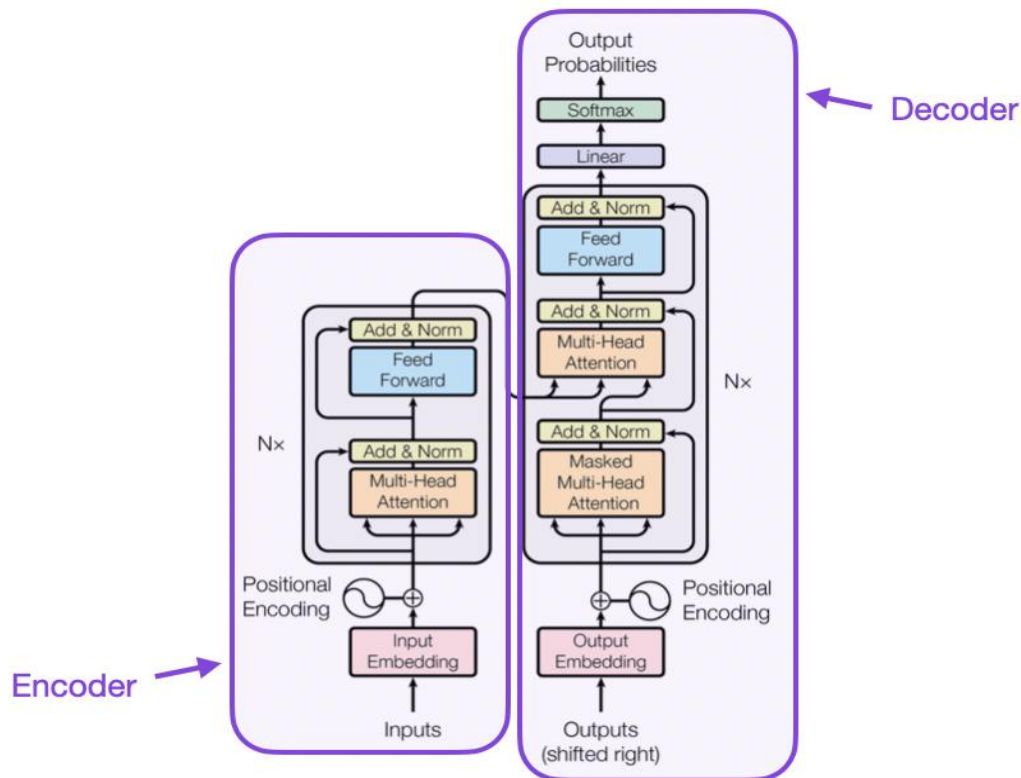 Output
Probabilities
Softmax
Linear
Add & Norm
Feed
Forward
Add & Norm
Multi-Head
Attention
Add & Norm
Masked
Multi-Head
Attention
Nx
Positional
Encoding
Output
Embedding
Outputs
(shifted right)
Decoder
Add & Norm
Feed
Forward
Add & Norm
Multi-Head
Attention
Nx
Positional
Encoding
Input
Embedding
Inputs
Encoder